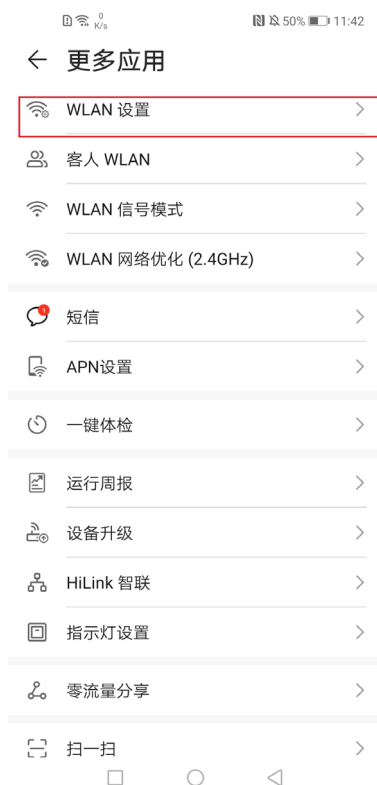 0
K/s
50%
11:42
更多应用
WLAN 设置
客人 WLAN
WLAN 信号模式
WLAN 网络优化 (2.4GHz)
1
短信
APN设置
一键体检
运行周报
设备升级
HiLink 智联
指示灯设置
零流量分享
扫一扫